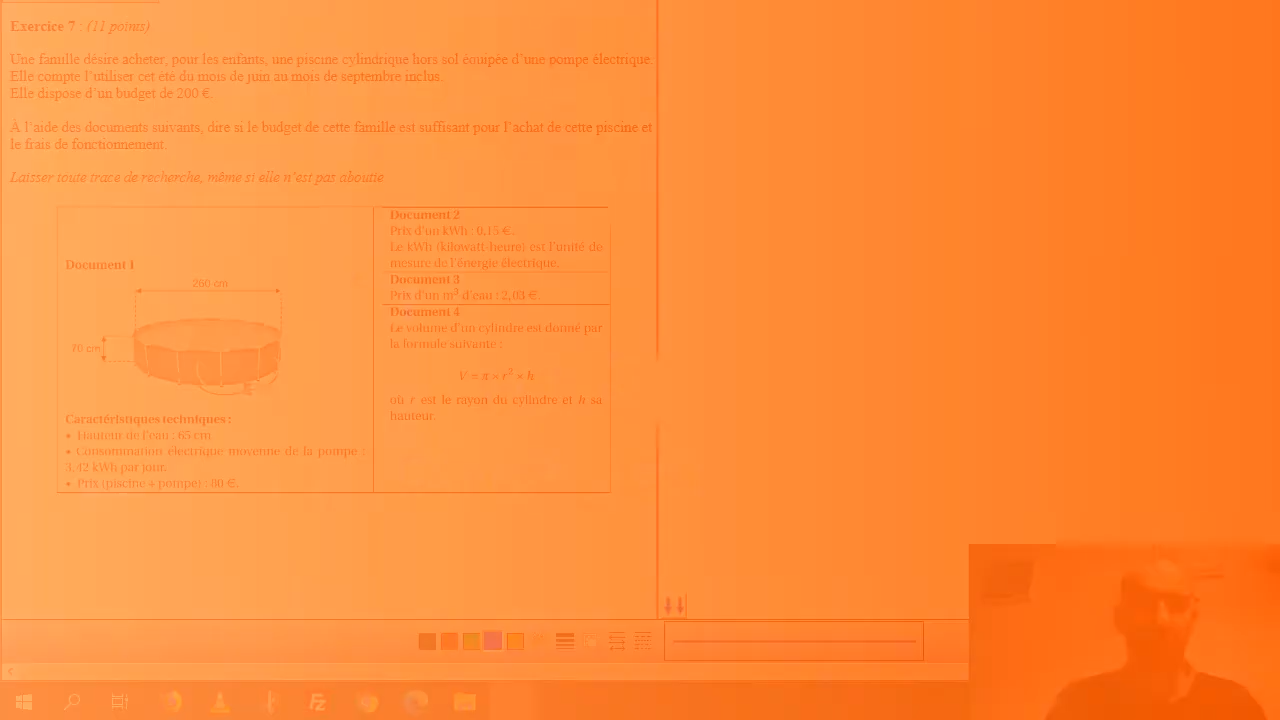 Exercice 7 : (11 points)
Une famille désire acheter, pour les enfants, une piscine cylindrique hors sol équipée d'une pompe électrique.
Elle compte l'utiliser cet été du mois de juin au mois de septembre inclus.
Elle dispose d'un budget de 200 €.
À l'aide des documents suivants, dire si le budget de cette famille est suffisant pour l'achat de cette piscine et
le frais de fonctionnement.
Laisser toute trace de recherche, même si elle n'est pas aboutie
Document 1
260 cm
70 cm
Caractéristiques techniques :
• Hauteur de l'eau : 65 cm
• Consommation électrique moyenne de la pompe :
3,42 kWh par jour.
• Prix (piscine + pompe) : 80 €.
Document 2
Prix d'un kWh : 0,15 €.
Le kWh (kilowatt-heure) est l'unité de
mesure de l'énergie électrique.
Document 3
Prix d'un m³ d'eau : 2,03 €.
Document 4
Le volume d'un cylindre est donné par
la formule suivante :
V = π × r² × h
où r est le rayon du cylindre et h sa
hauteur.